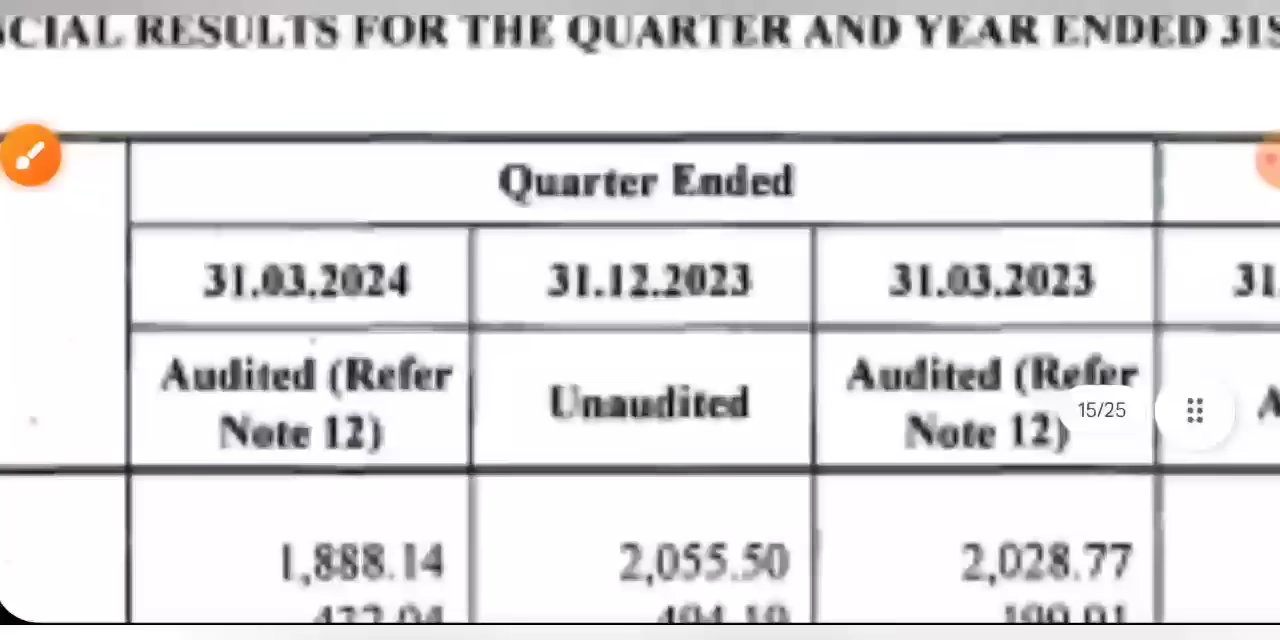 RESULTS FOR THE QUARTER AND YEAR ENDED
Quarter Ended
31.03.2024 31.12.2023 31.03.2023
Audited (Refer Note 12) Unaudited Audited (Refer Note 12)
15/25
1,888.14 2,055.50 2,028.77